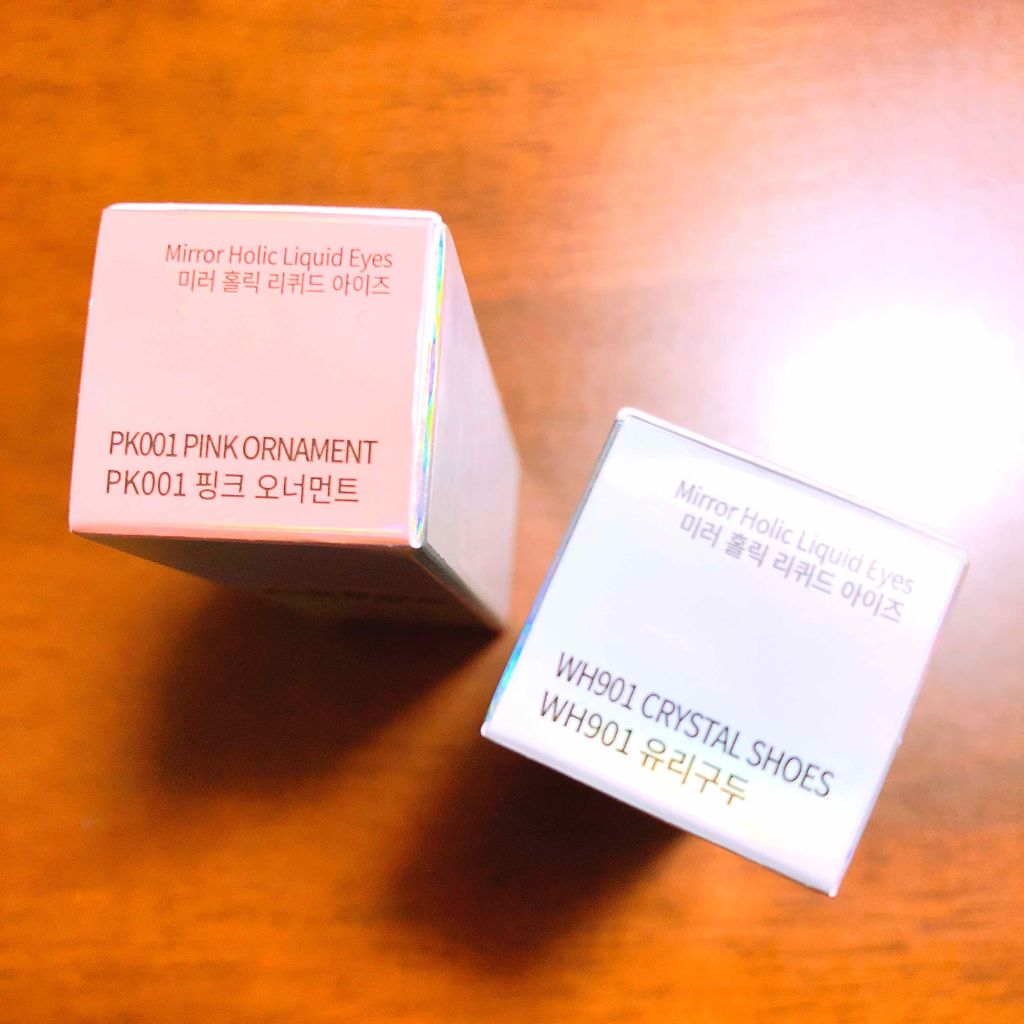 Mirror Holic Liquid Eyes
미러 홀릭 리퀴드 아이즈
PK001 PINK ORNAMENT
PK001 핑크 오너먼트
Mirror Holic Liquid Eyes
미러 홀릭 리퀴드 아이즈
WH901 CRYSTAL SHOES
WH901 유리구두